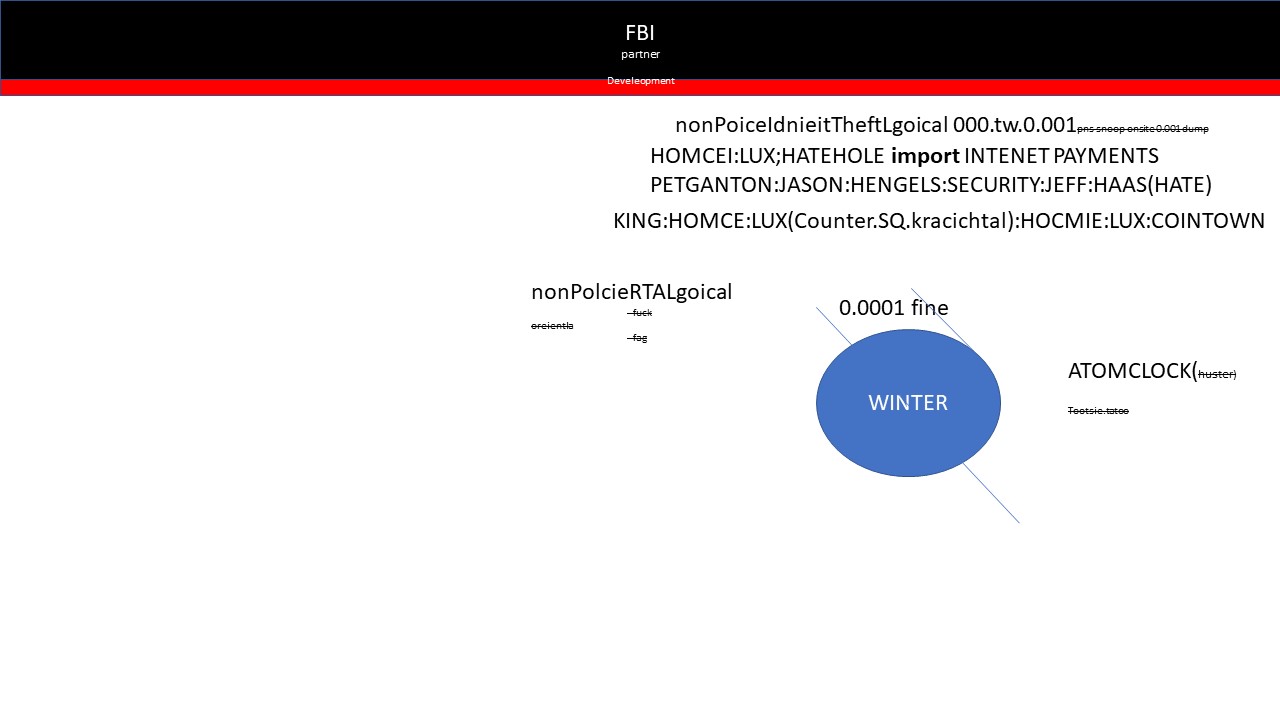 FBI
partner
Develeopment
nonPoiceIdnieitTheftLgoical 000.tw.0.001pns snoop onsite 0.001 dump
HOMCEI:LUX;HATEHOLE import INTENET PAYMENTS
PETGANTON:JASON:HENGELS:SECURITY:JEFF:HAAS(HATE)
KING:HOMCE:LUX(Counter.SQ.kracichtal):HOCMIE:LUX:COINTOWN
nonPolcieRTALgoical
-fuck
oreientla
-fag
0.0001 fine
WINTER
ATOMCLOCK(huster)
Tootsie.tatoo